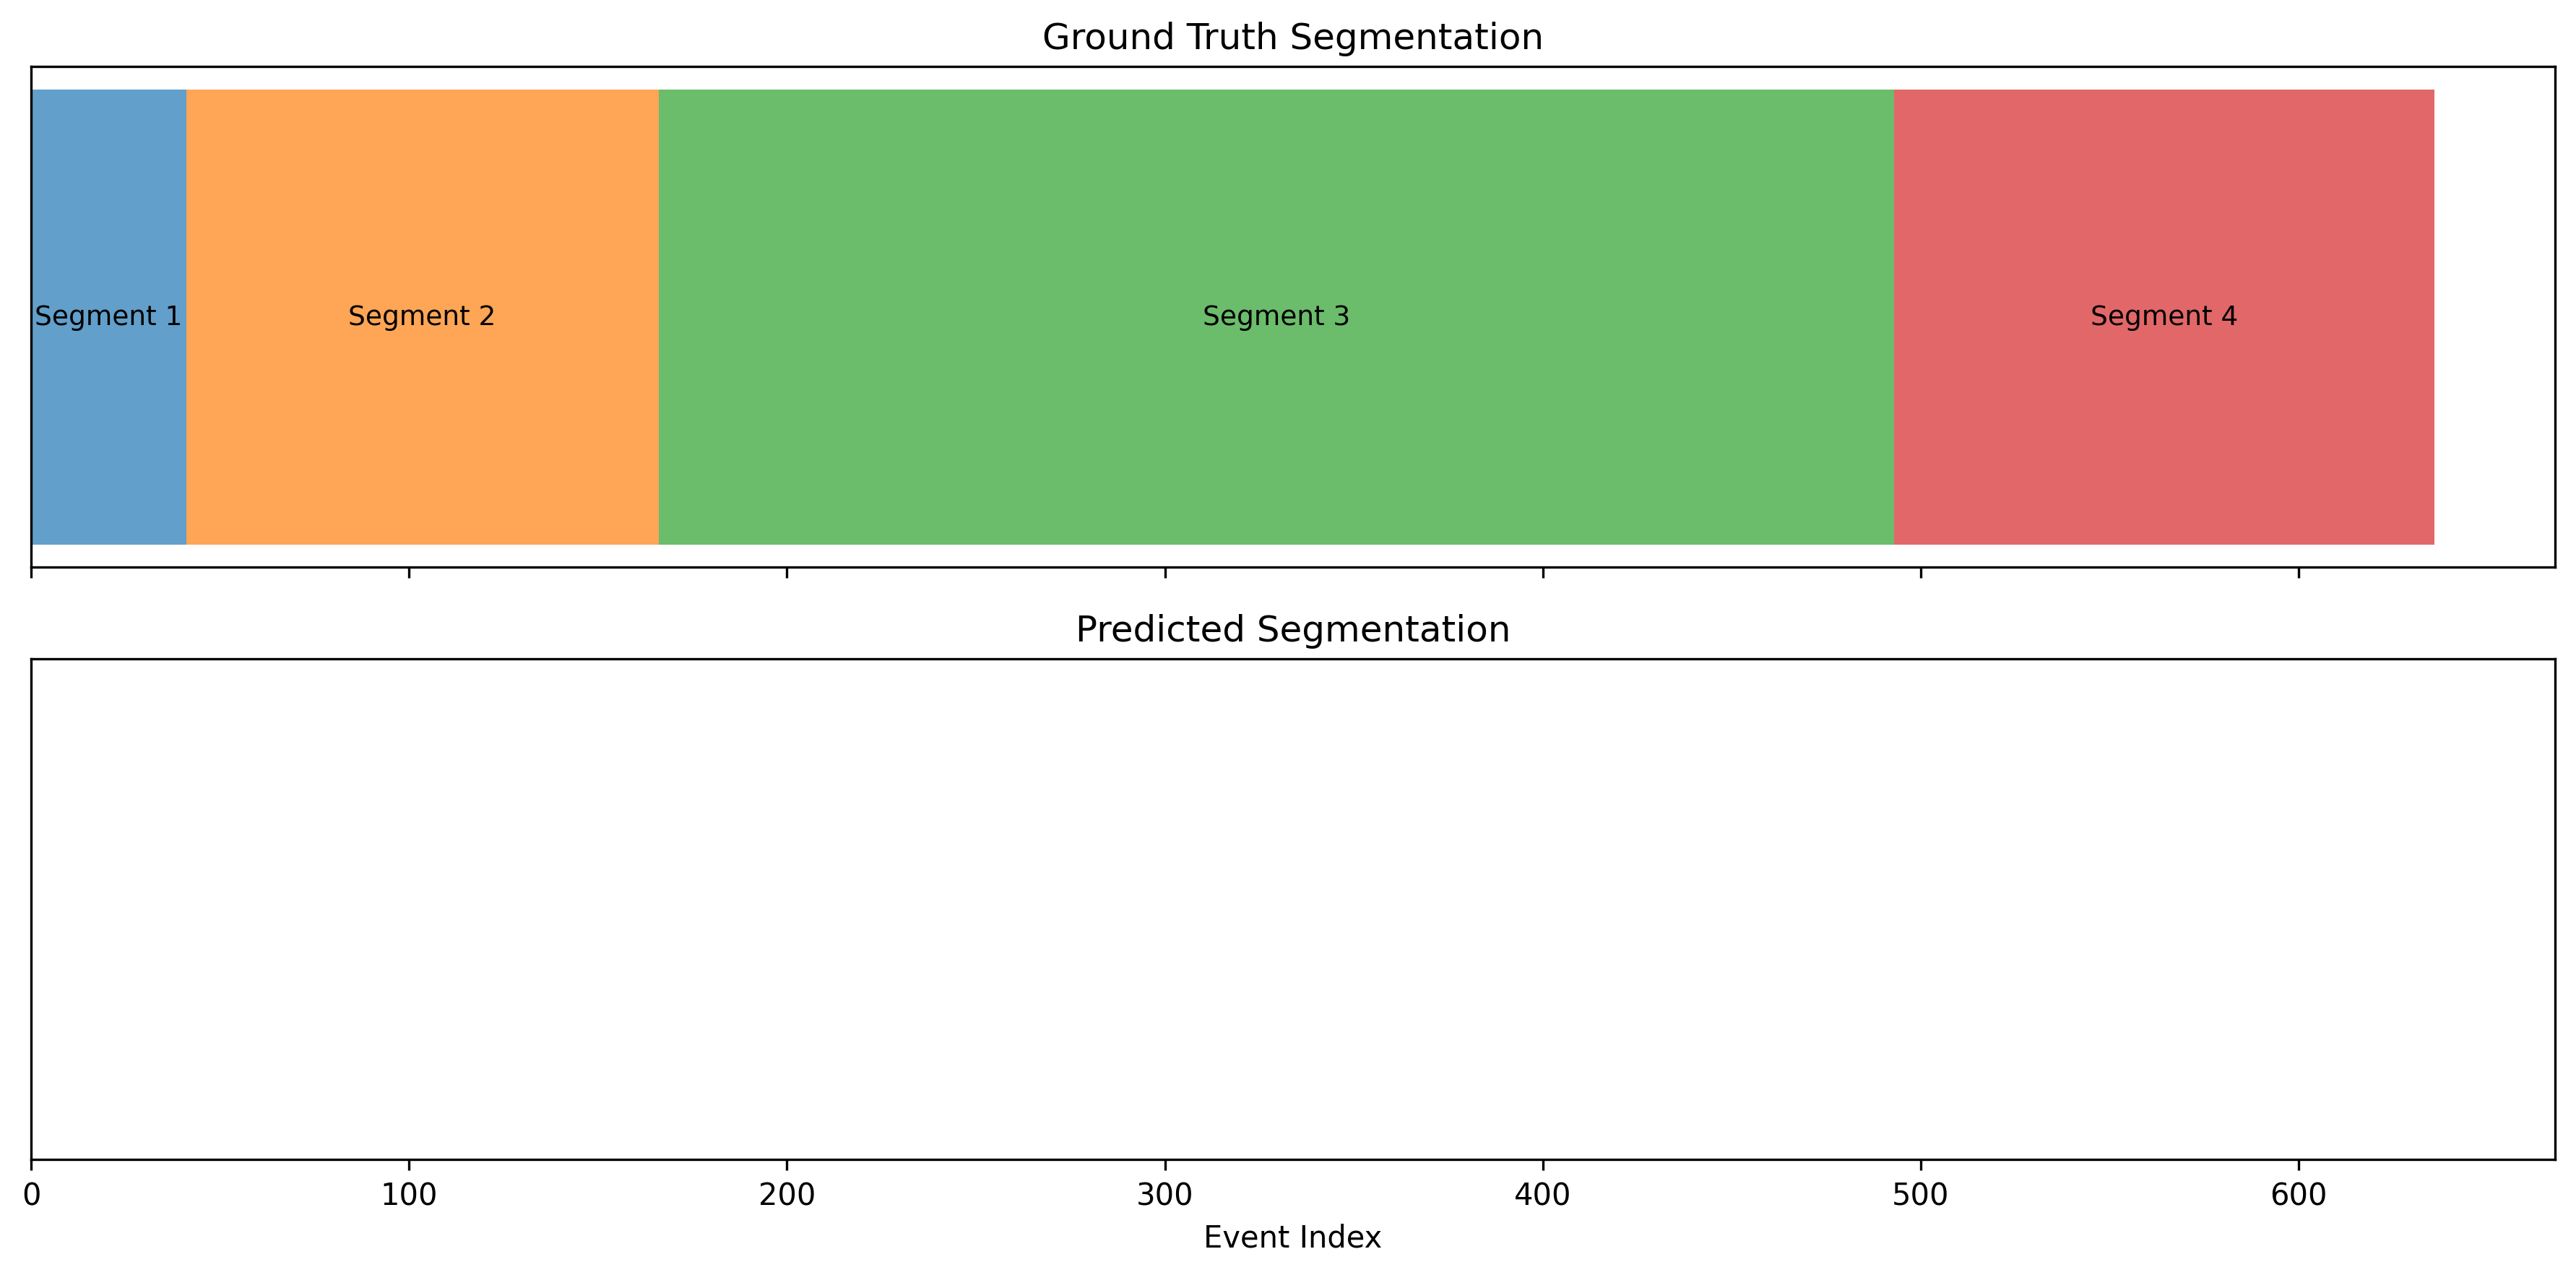 Ground Truth Segmentation
Segment 1 Segment 2 Segment 3 Segment 4
Predicted Segmentation
0 100 200 300 400 500 600
Event Index